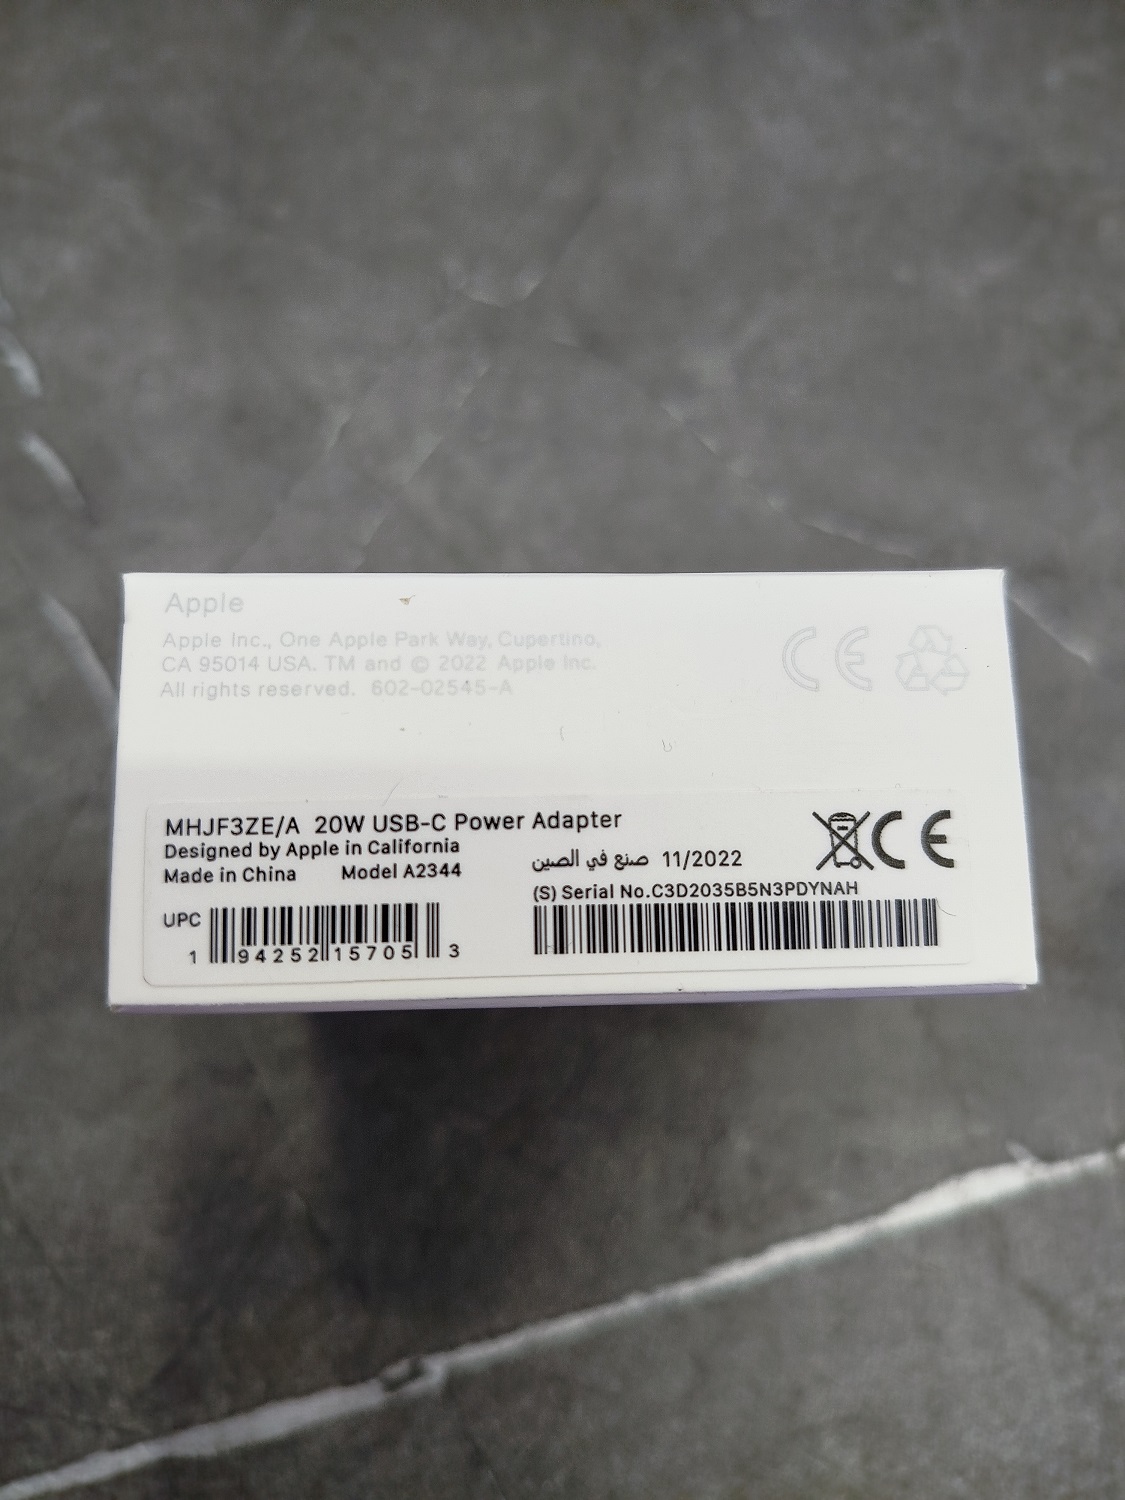 Apple
Apple Inc., One Apple Park Way, Cupertino,
CA 95014 USA. TM and © 2022 Apple Inc.
All rights reserved. 602-02545-A
CE
MHJF3ZE/A 20W USB-C Power Adapter
Designed by Apple in California
Made in China Model A2344
صنع في الصين 11/2022
CE
(S) Serial No.C3D2035B5N3PDYNAH
UPC
1 94252 15705 3